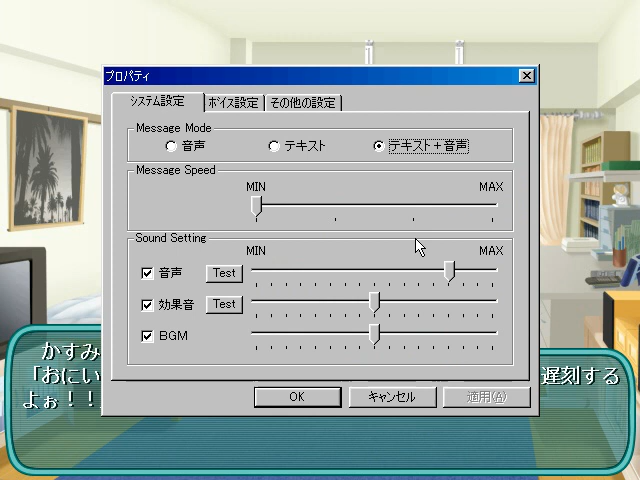 プロパティ
システム設定
ボイス設定
その他の設定
Message Mode
音声
テキスト
テキスト+音声
Message Speed
MIN
MAX
Sound Setting
MIN
MAX
音声
Test
効果音
Test
BGM
かすみ
「おにい
遅刻する
よぉ!!
OK
キャンセル
適用(A)